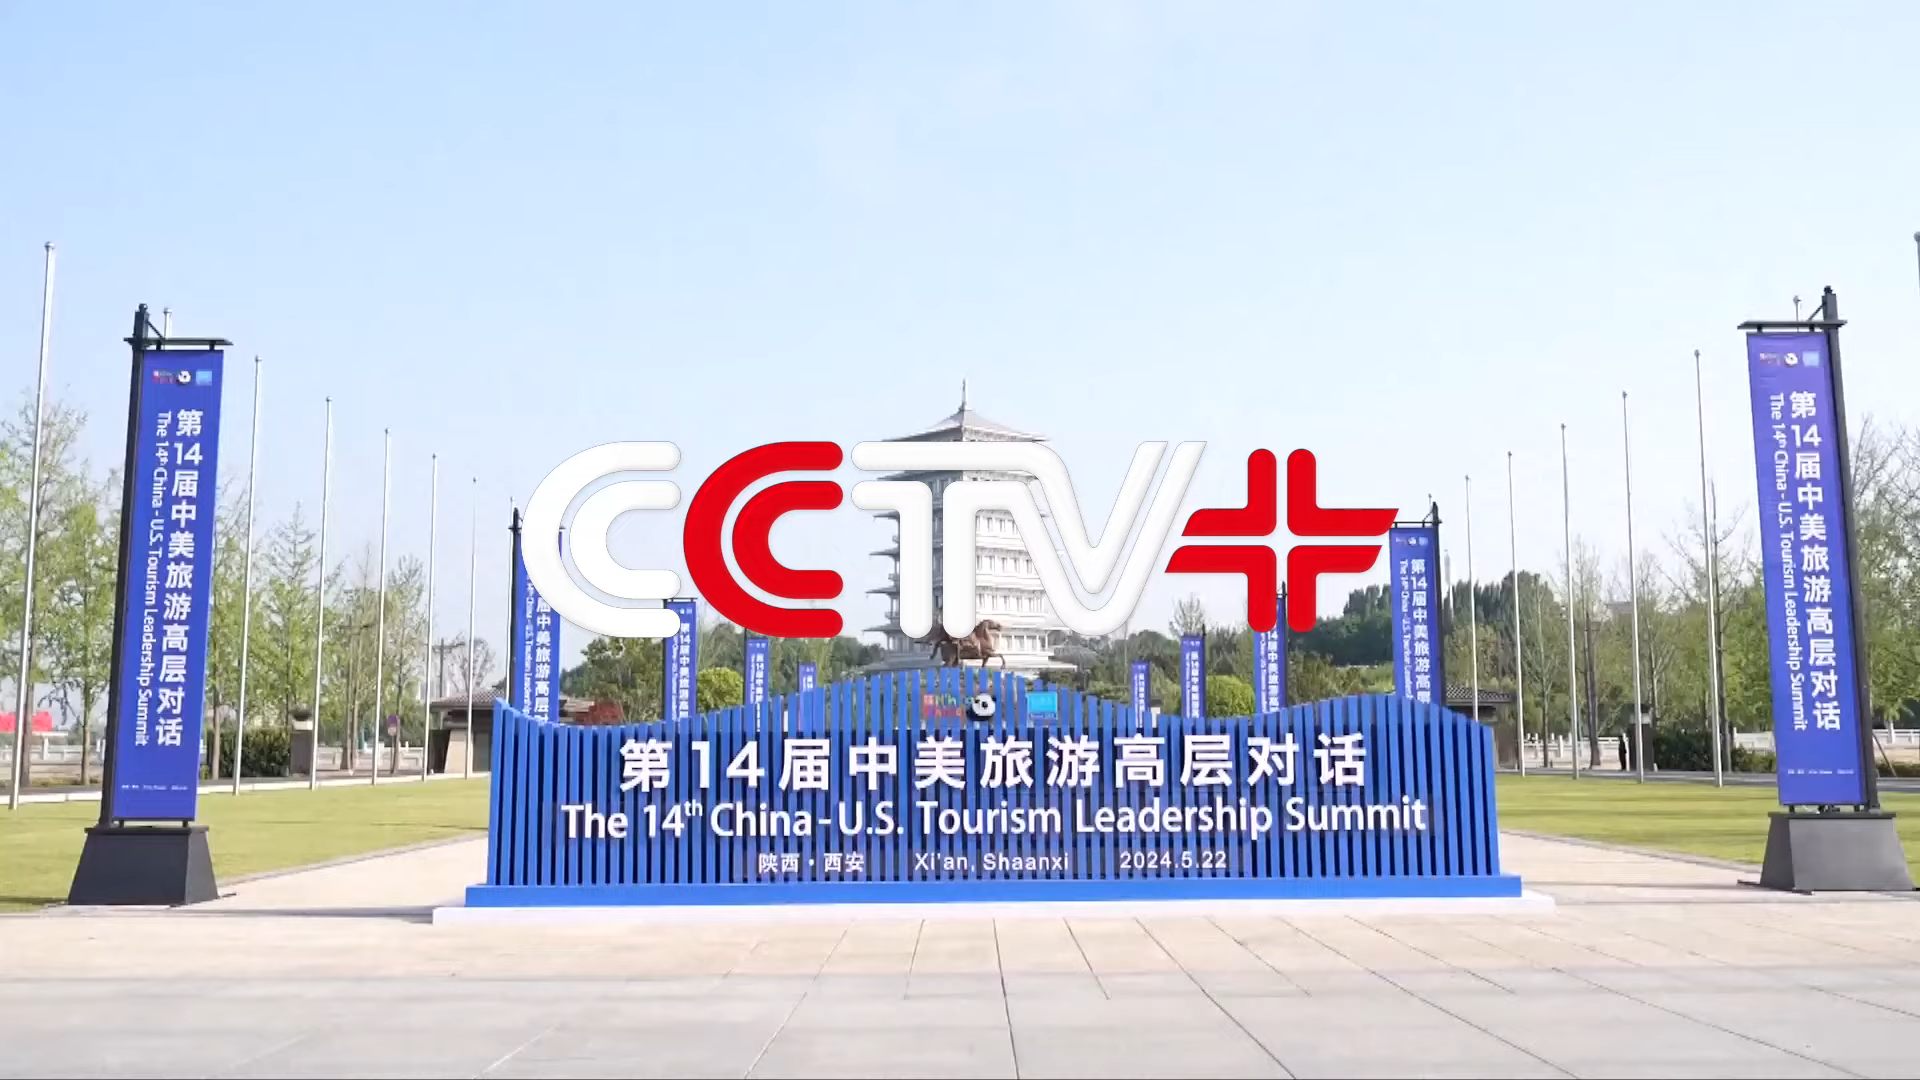 CCTV+
第14届中美旅游高层对话
The 14th China-U.S. Tourism Leadership Summit
陕西·西安 Xi'an, Shaanxi 2024.5.22
第14届中美旅游高层对话
The 14th China-U.S. Tourism Leadership Summit
第14届中美旅游高层对话
The 14th China-U.S. Tourism Leadership Summit